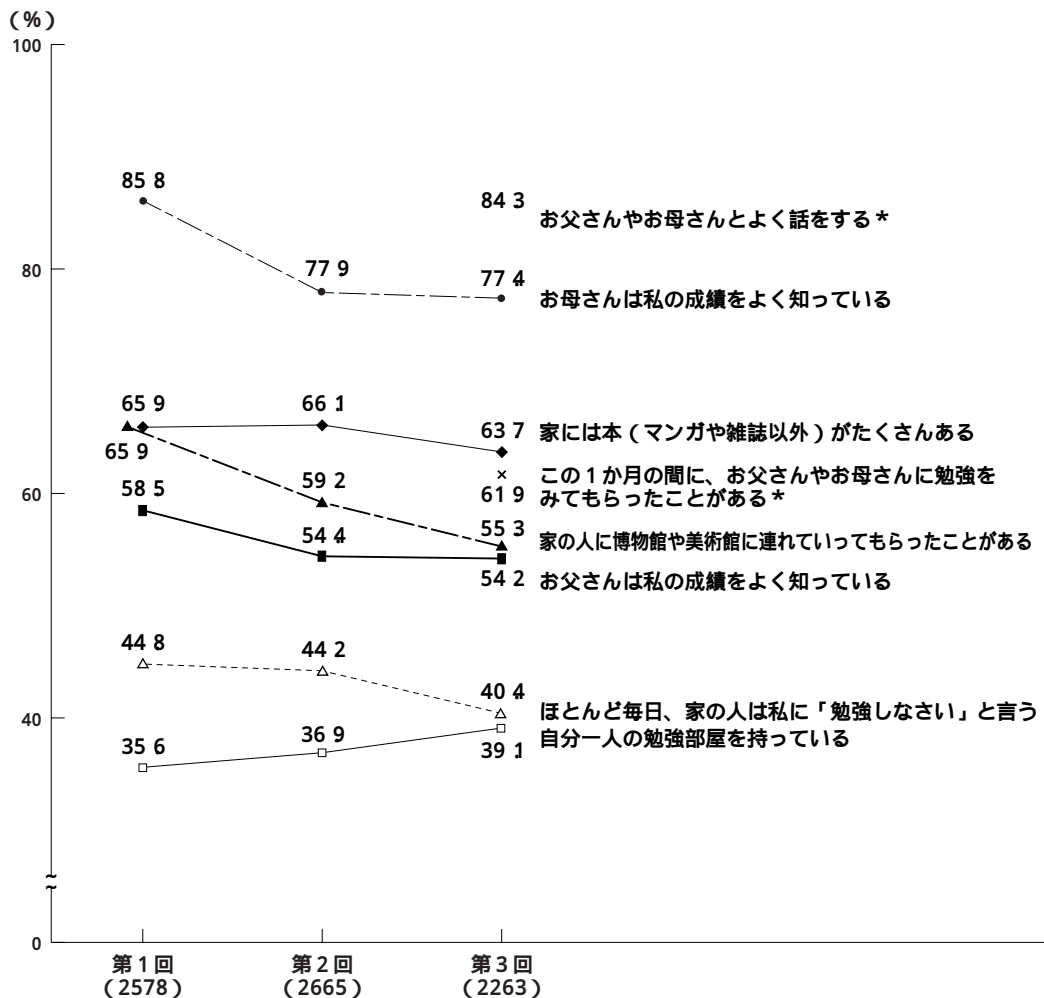 (%)
100
85.8
84.3
お父さんやお母さんとよく話をする*
80
77.9
77.4
お母さんは私の成績をよく知っている
65.9
66.1
63.7
家には本(マンガや雑誌以外)がたくさんある
65.9
この1か月の間に、お父さんやお母さんに勉強を
みてもらったことがある*
61.9
60
58.5
59.2
55.3
家の人に博物館や美術館に連れていってもらったことがある
54.4
54.2
お父さんは私の成績をよく知っている
44.8
44.2
40.4
ほとんど毎日、家の人は私に「勉強しなさい」と言う
40
35.6
36.9
39.1
自分一人の勉強部屋を持っている
0
第1回
(2578)
第2回
(2665)
第3回
(2263)